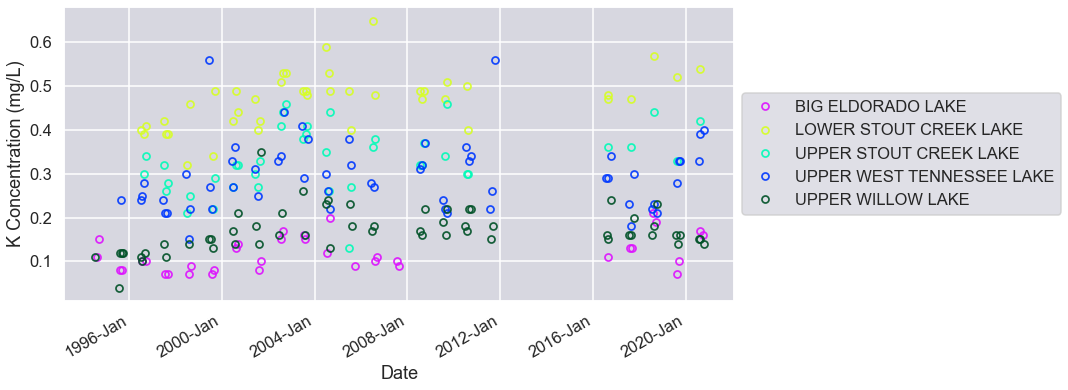 K Concentration (mg/L)
0.6
0.5
0.4
0.3
0.2
0.1
1996-Jan
2000-Jan
2004-Jan
2008-Jan
2012-Jan
2016-Jan
2020-Jan
Date
BIG ELDORADO LAKE
LOWER STOUT CREEK LAKE
UPPER STOUT CREEK LAKE
UPPER WEST TENNESSEE LAKE
UPPER WILLOW LAKE